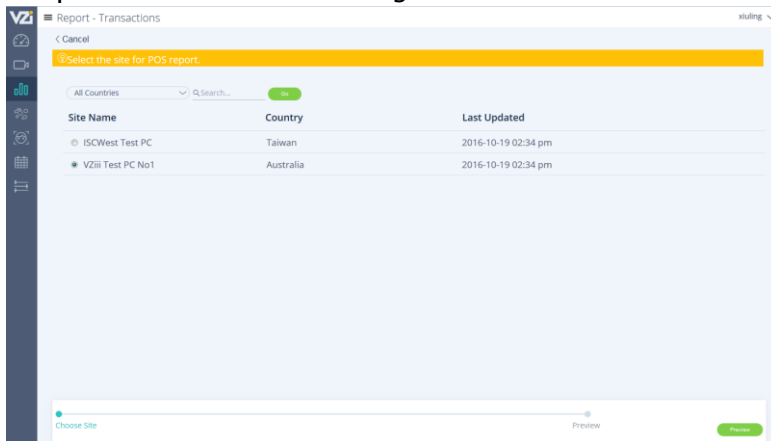 VZi
Report - Transactions
xiuling
< Cancel
Select the site for POS report.
All Countries
Search...
Go
Site Name Country Last Updated
ISCWest Test PC Taiwan 2016-10-19 02:34 pm
VZiii Test PC No1 Australia 2016-10-19 02:34 pm
Choose Site
Preview
Preview